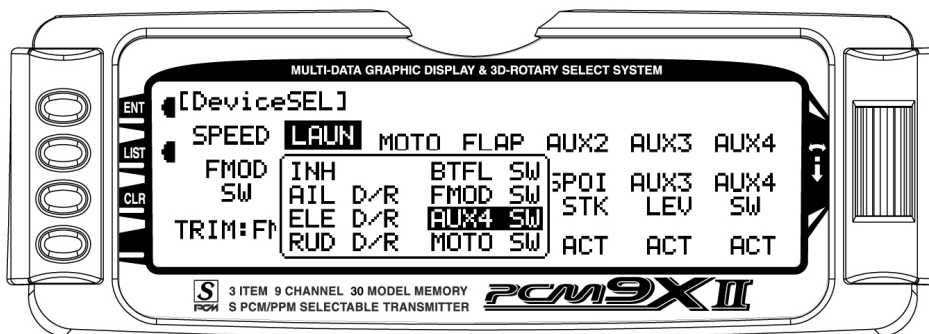 MULTI-DATA GRAPHIC DISPLAY & 3D-ROTARY SELECT SYSTEM
ENT
LIST
CLR
[DeviceSEL]
SPEED LAUN MOTO FLAP AUX2 AUX3 AUX4
FMOD SW
INH BTFL SW
AIL D/R FMOD SW
ELE D/R AUX4 SW
RUD D/R MOTO SW
SPOI STK AUX3 LEV AUX4 SW
TRIM:FM
ACT ACT ACT
S PCM
3 ITEM 9 CHANNEL 30 MODEL MEMORY
S PCM/PPM SELECTABLE TRANSMITTER
PCM9XII